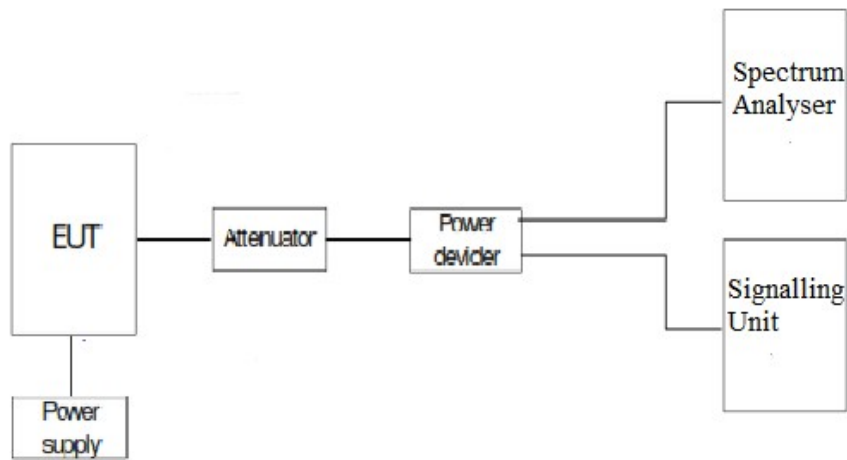 Spectrum
Analyser
EUT
Attenuator
Power
devider
Signalling
Unit
Power
supply